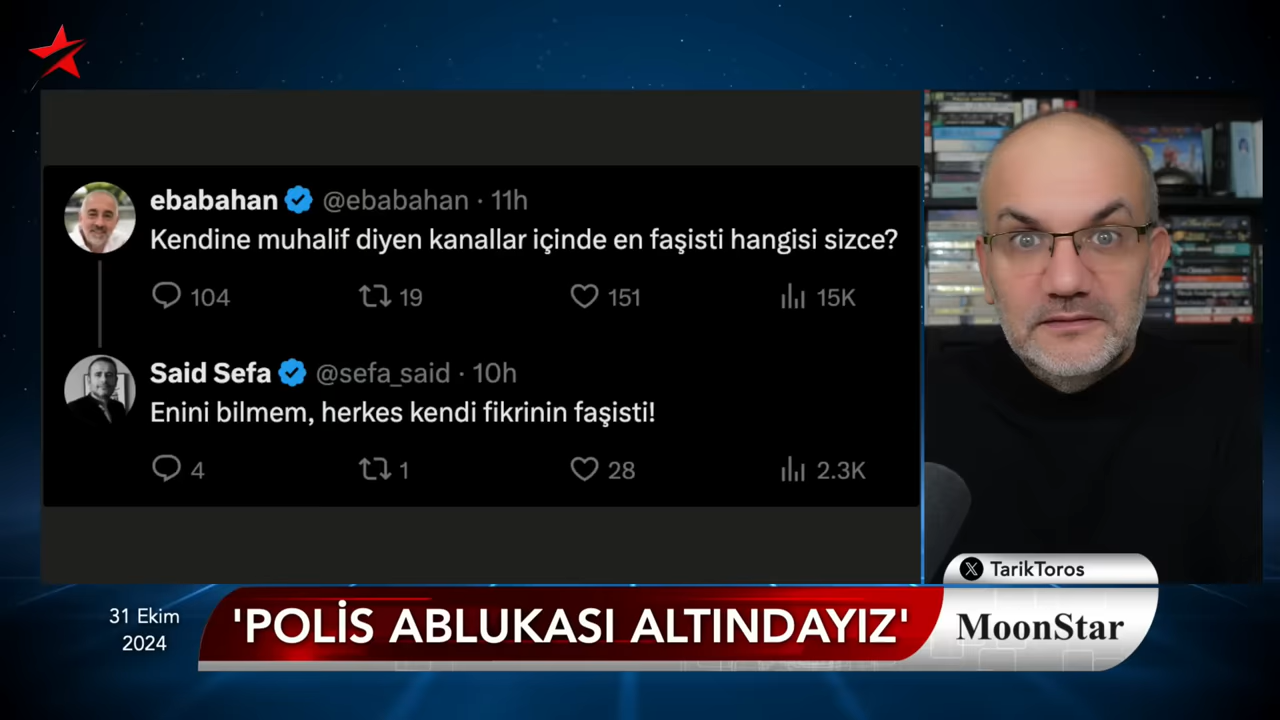 ebabahan @ebabahan · 11h
Kendine muhalif diyen kanallar içinde en faşisti hangisi sizce?
104 19 151 15K
Said Sefa @sefa_said · 10h
Enini bilmem, herkes kendi fikrinin faşisti!
4 1 28 2.3K
X TarikToros
31 Ekim
2024
'POLİS ABLUKASI ALTINDAYIZ'
MoonStar